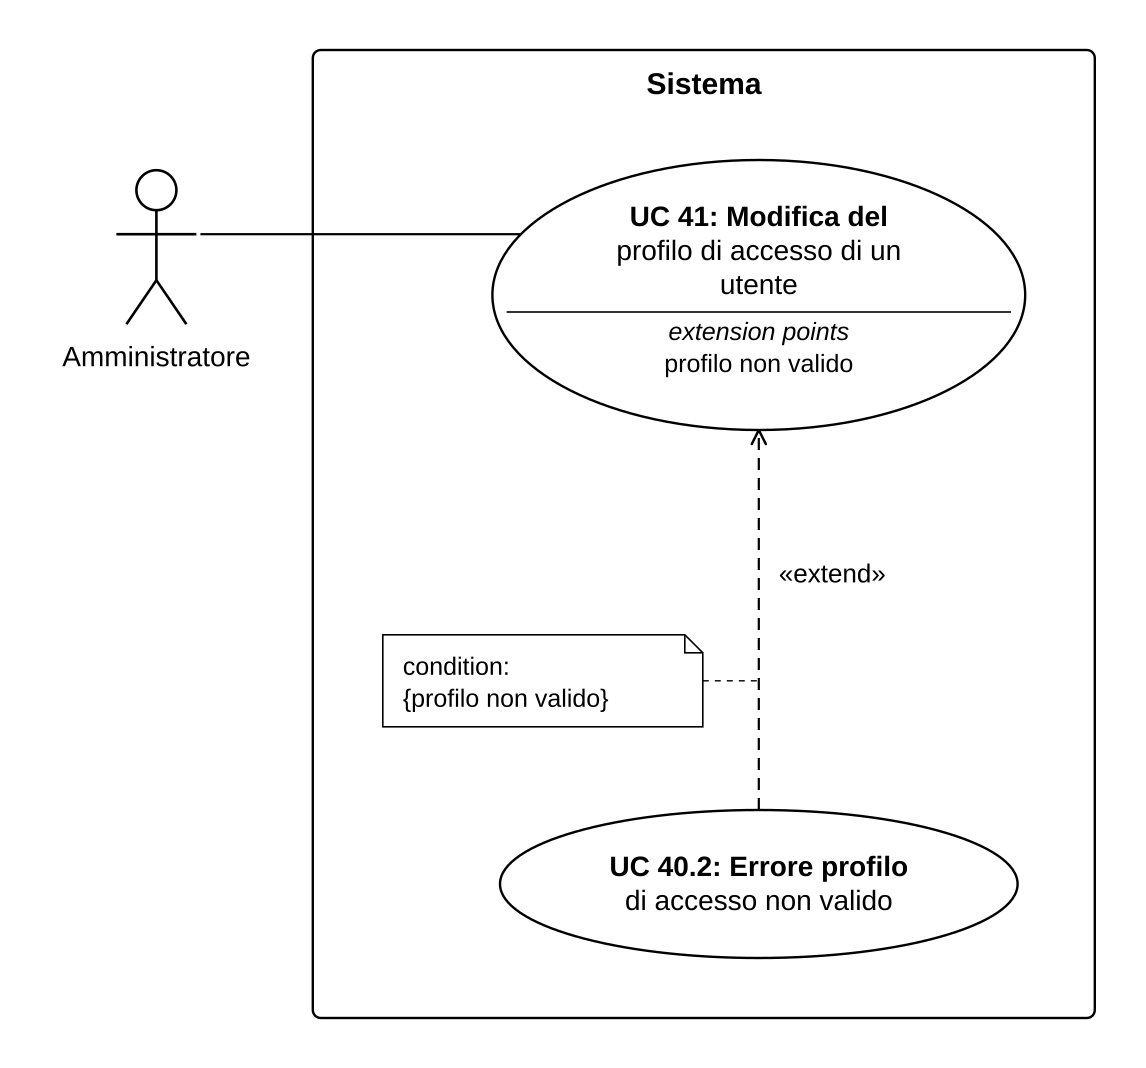 Sistema
UC 41: Modifica del
profilo di accesso di un
utente
extension points
profilo non valido
Amministratore
«extend»
condition:
{profilo non valido}
UC 40.2: Errore profilo
di accesso non valido